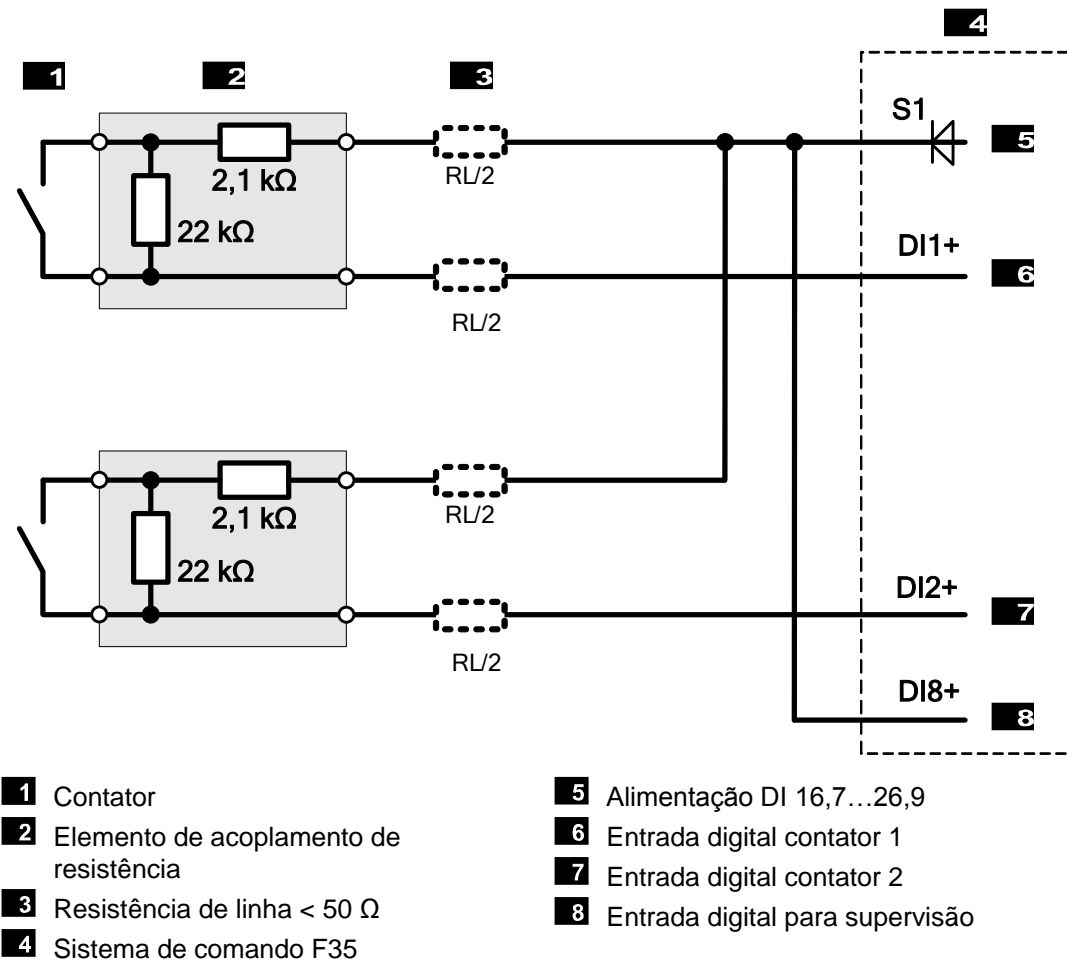 4
1
2
3
S1
5
2,1 kΩ
RL/2
22 kΩ
DI1+
6
RL/2
2,1 kΩ
RL/2
22 kΩ
DI2+
7
RL/2
DI8+
8
1 Contator
2 Elemento de acoplamento de
resistência
3 Resistência de linha < 50 Ω
4 Sistema de comando F35
5 Alimentação DI 16,7…26,9
6 Entrada digital contator 1
7 Entrada digital contator 2
8 Entrada digital para supervisão